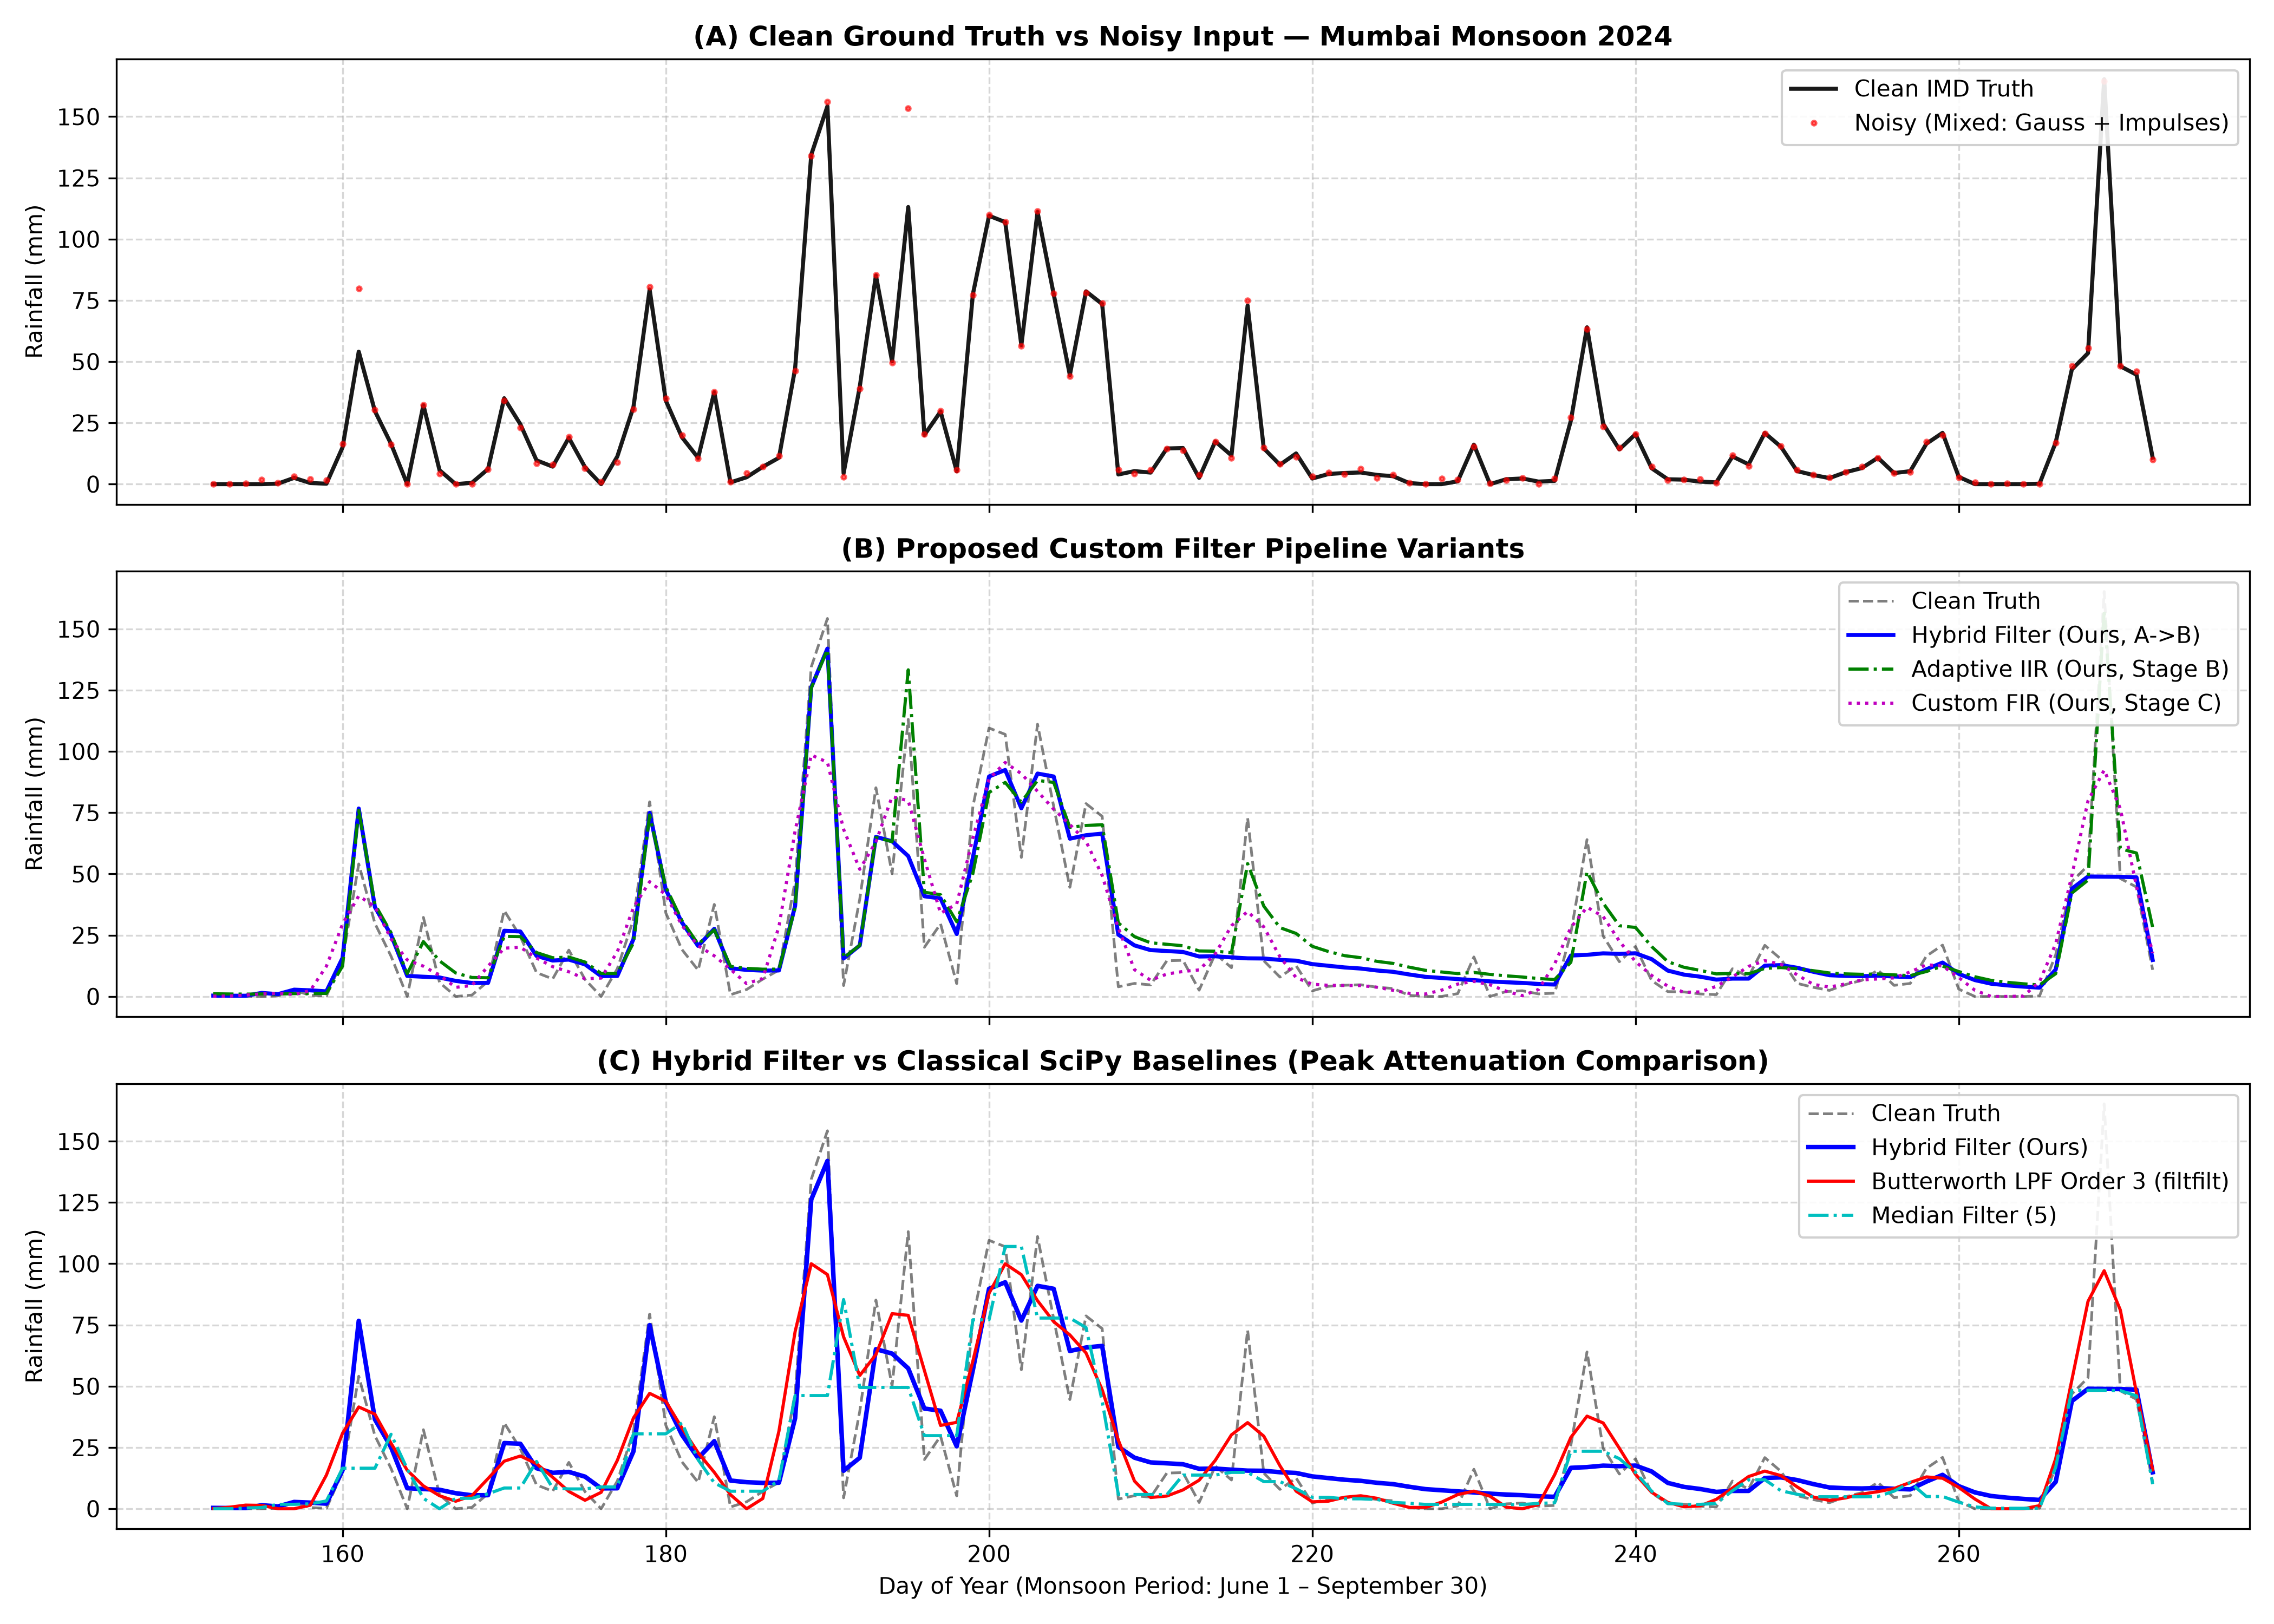 (A) Clean Ground Truth vs Noisy Input — Mumbai Monsoon 2024
Rainfall (mm)
150
125
100
75
50
25
0
Clean IMD Truth
Noisy (Mixed: Gauss + Impulses)
(B) Proposed Custom Filter Pipeline Variants
Rainfall (mm)
150
125
100
75
50
25
0
Clean Truth
Hybrid Filter (Ours, A->B)
Adaptive IIR (Ours, Stage B)
Custom FIR (Ours, Stage C)
(C) Hybrid Filter vs Classical SciPy Baselines (Peak Attenuation Comparison)
Rainfall (mm)
150
125
100
75
50
25
0
Clean Truth
Hybrid Filter (Ours)
Butterworth LPF Order 3 (filtfilt)
Median Filter (5)
160 180 200 220 240 260
Day of Year (Monsoon Period: June 1 – September 30)